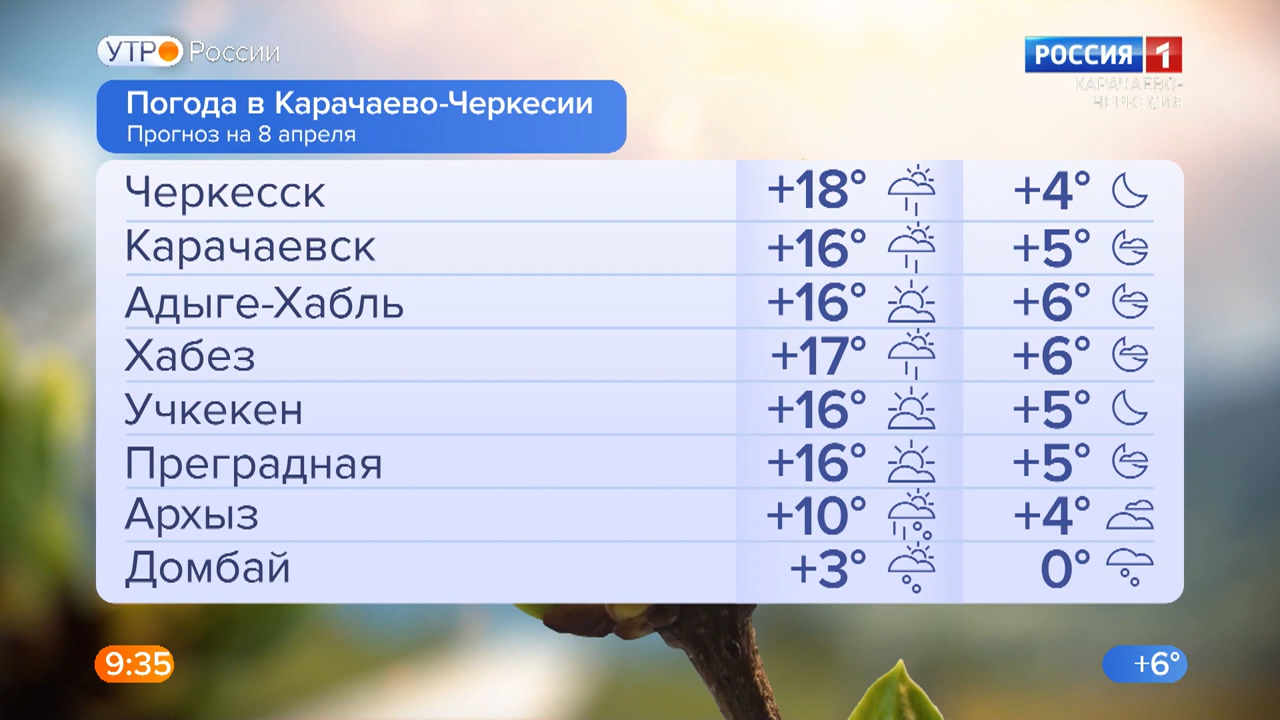 УТРО России
РОССИЯ 1
КАРАЧАЕВО-
ЧЕРКЕСИЯ
Погода в Карачаево-Черкесии
Прогноз на 8 апреля
Черкесск +18° +4°
Карачаевск +16° +5°
Адыге-Хабль +16° +6°
Хабез +17° +6°
Учкекен +16° +5°
Преградная +16° +5°
Архыз +10° +4°
Домбай +3° 0°
9:35 +6°